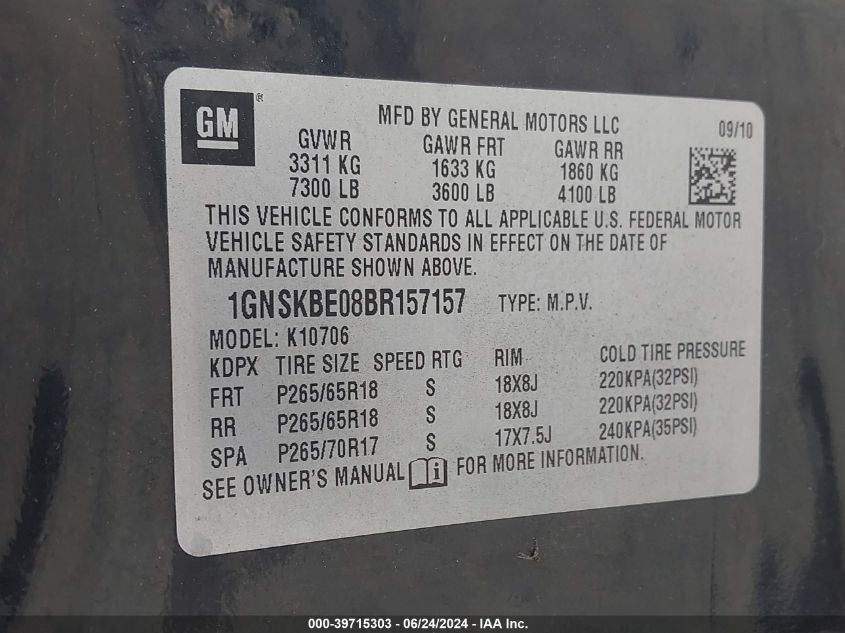 GM®
MFD BY GENERAL MOTORS LLC 09/10
GVWR GAWR FRT GAWR RR
3311 KG 1633 KG 1860 KG
7300 LB 3600 LB 4100 LB
THIS VEHICLE CONFORMS TO ALL APPLICABLE U.S. FEDERAL MOTOR
VEHICLE SAFETY STANDARDS IN EFFECT ON THE DATE OF
MANUFACTURE SHOWN ABOVE.
1GNSKBE08BR157157 TYPE: M.P.V.
MODEL: K10706
KDPX TIRE SIZE SPEED RTG RIM COLD TIRE PRESSURE
FRT P265/65R18 S 18X8J 220KPA(32PSI)
RR P265/65R18 S 18X8J 220KPA(32PSI)
SPA P265/70R17 S 17X7.5J 240KPA(35PSI)
SEE OWNER'S MANUAL i FOR MORE INFORMATION.
000-39715303 - 06/24/2024 - IAA Inc.